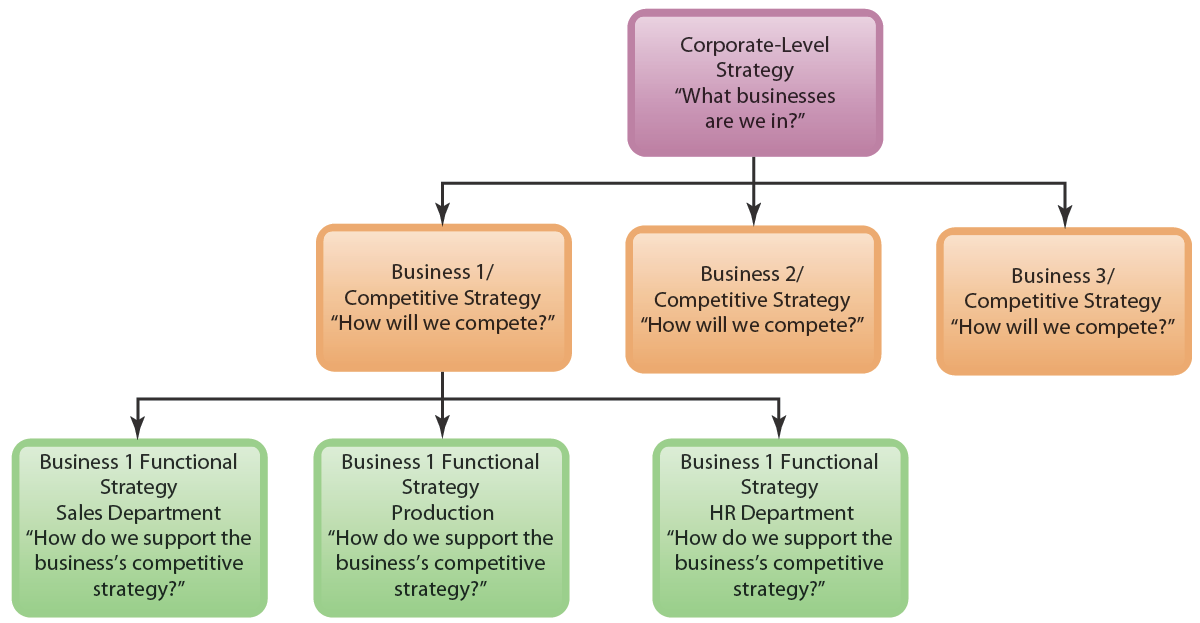 Corporate-Level
Strategy
“What businesses
are we in?”
Business 1/
Competitive Strategy
“How will we compete?”
Business 2/
Competitive Strategy
“How will we compete?”
Business 3/
Competitive Strategy
“How will we compete?”
Business 1 Functional
Strategy
Sales Department
“How do we support the
business’s competitive
strategy?”
Business 1 Functional
Strategy
Production
“How do we support the
business’s competitive
strategy?”
Business 1 Functional
Strategy
HR Department
“How do we support the
business’s competitive
strategy?”